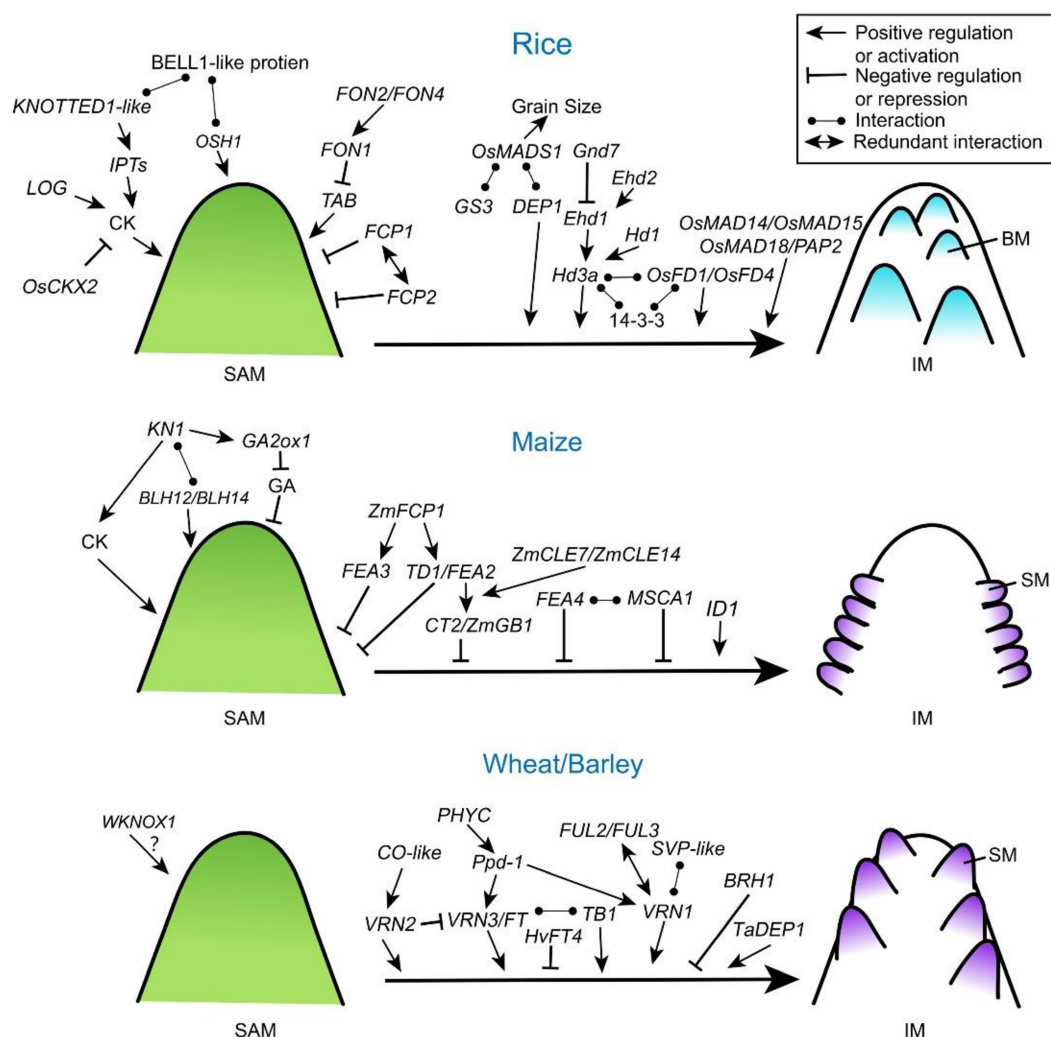 Rice
Positive regulation
or activation
Negative regulation
or repression
Interaction
Redundant interaction
BELL1-like protien
KNOTTED1-like
OSH1
IPTs
LOG
CK
OsCKX2
FON2/FON4
FON1
TAB
FCP1
FCP2
SAM
Grain Size
OsMADS1
Gnd7
GS3
DEP1
Ehd2
Ehd1
Hd1
Hd3a
OsFD1/OsFD4
14-3-3
OsMAD14/OsMAD15
OsMAD18/PAP2
BM
IM
Maize
KN1
GA2ox1
GA
BLH12/BLH14
CK
SAM
ZmFCP1
FEA3
TD1/FEA2
ZmCLE7/ZmCLE14
CT2/ZmGB1
FEA4
MSCA1
ID1
SM
IM
Wheat/Barley
WKNOX1
?
SAM
PHYC
CO-like
Ppd-1
FUL2/FUL3
SVP-like
VRN2
VRN3/FT
TB1
VRN1
HvFT4
BRH1
TaDEP1
SM
IM